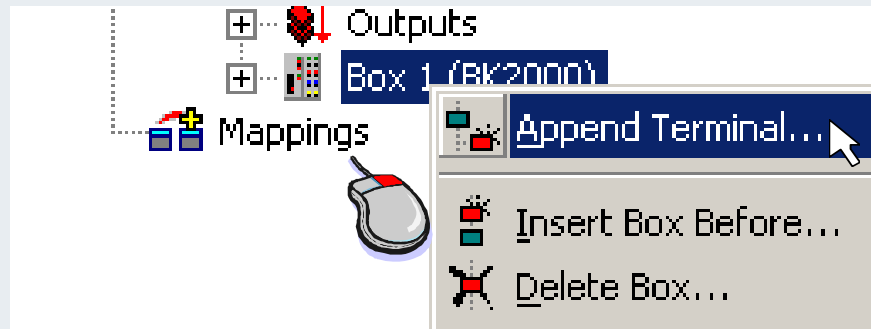 Outputs
Box 1 (BK2000)
Mappings
Append Terminal...
Insert Box Before...
Delete Box...